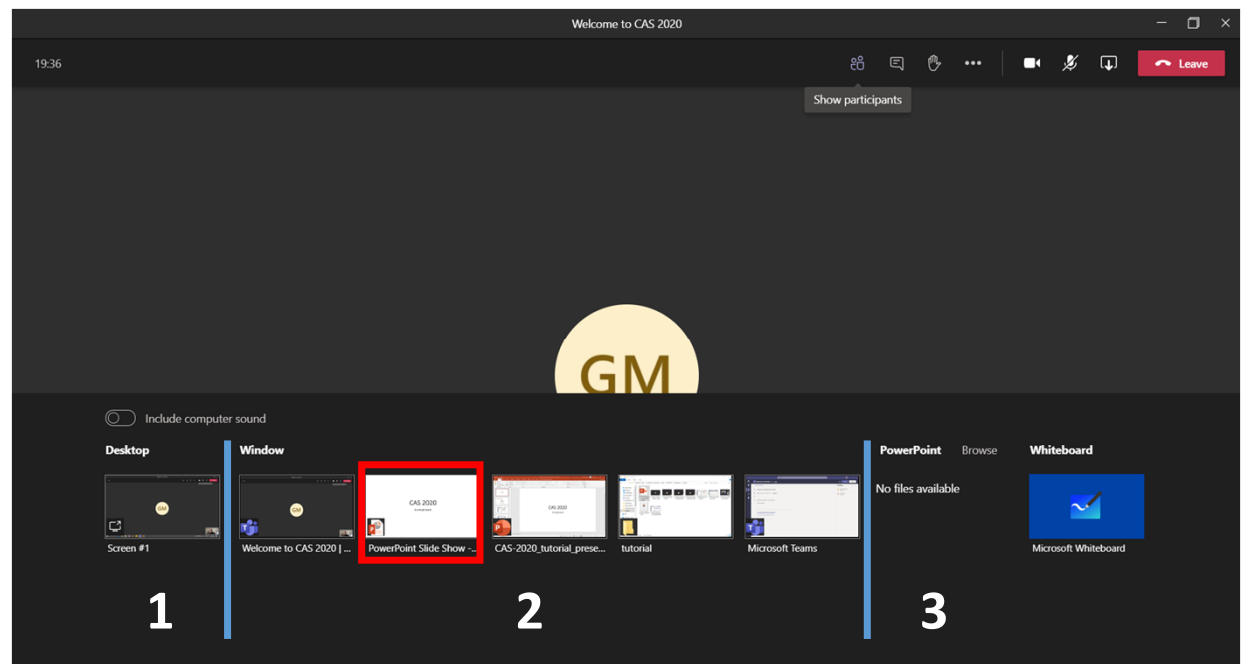 Welcome to CAS 2020
19:36
Leave
Show participants
GM
Include computer sound
Desktop
Window
PowerPoint
Browse
Whiteboard
CAS 2020
CAS 2020
No files available
Screen #1
Welcome to CAS 2020 | ...
PowerPoint Slide Show -...
CAS-2020_tutorial_prese...
tutorial
Microsoft Teams
Microsoft Whiteboard
1
2
3